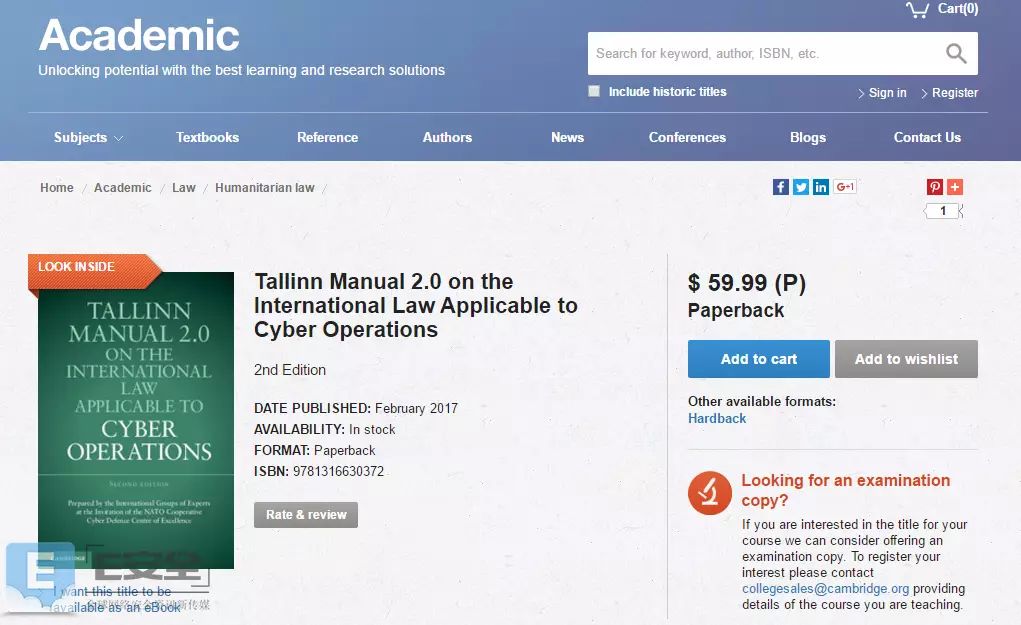 Academic
Unlocking potential with the best learning and research solutions
Cart(0)
Search for keyword, author, ISBN, etc.
Include historic titles
Sign in
Register
Subjects
Textbooks
Reference
Authors
News
Conferences
Blogs
Contact Us
Home / Academic / Law / Humanitarian law /
f
in
G+1
+
1
LOOK INSIDE
TALLINN
MANUAL 2.0
ON THE
INTERNATIONAL
LAW
APPLICABLE TO
CYBER
OPERATIONS
SECOND EDITION
Prepared by the International Groups of Experts
at the Invitation of the NATO Cooperative
Cyber Defence Centre of Excellence
CAMBRIDGE
E安全
I want this title to be
available as an eBook
Tallinn Manual 2.0 on the
International Law Applicable to
Cyber Operations
2nd Edition
DATE PUBLISHED: February 2017
AVAILABILITY: In stock
FORMAT: Paperback
ISBN: 9781316630372
Rate & review
$ 59.99 (P)
Paperback
Add to cart
Add to wishlist
Other available formats:
Hardback
Looking for an examination
copy?
If you are interested in the title for your
course we can consider offering an
examination copy. To register your
interest please contact
collegesales@cambridge.org providing
details of the course you are teaching.